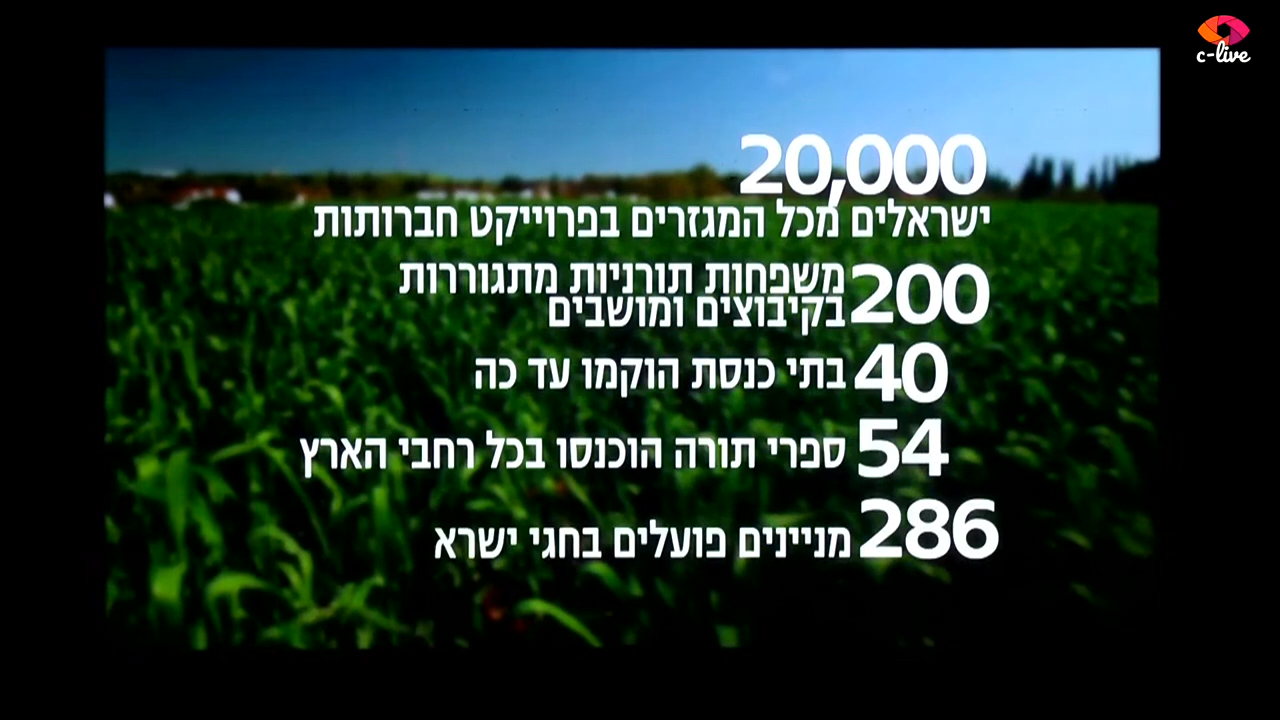 c-live
20,000
ישראלים מכל המגזרים בפרוייקט חברותות
200 משפחות תורניות מתגוררות
בקיבוצים ומושבים
40 בתי כנסת הוקמו עד כה
54 ספרי תורה הוכנסו בכל רחבי הארץ
286 מניינים פועלים בחגי ישרא